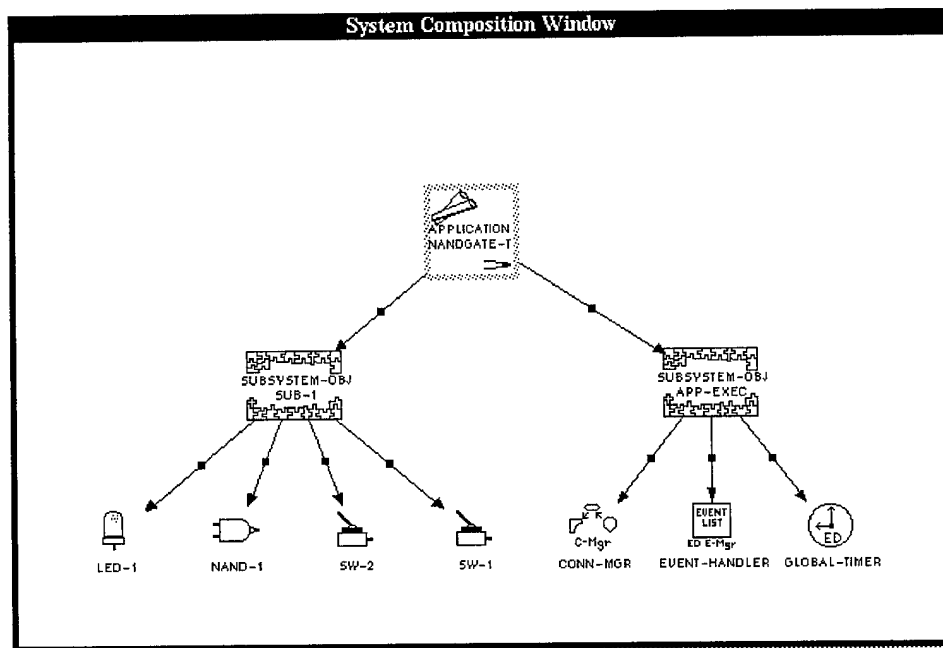 System Composition Window
APPLICATION
NANDGATE-T
SUBSYSTEM-OBJ
SUB-1
SUBSYSTEM-OBJ
APP-EXEC
LED-1
NAND-1
SW-2
SW-1
C-Mgr
CONN-MGR
EVENT
LIST
ED E-Mgr
EVENT-HANDLER
ED
GLOBAL-TIMER